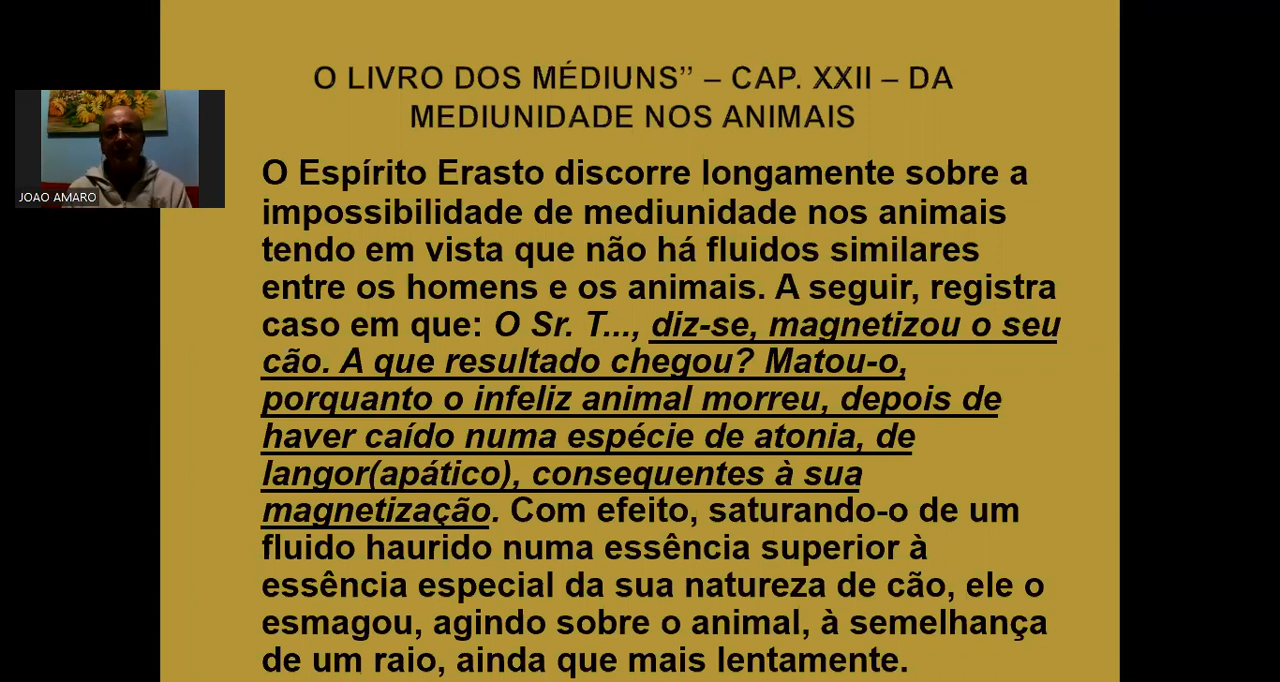 O LIVRO DOS MÉDIUNS” – CAP. XXII – DA
MEDIUNIDADE NOS ANIMAIS
JOAO AMARO
O Espírito Erasto discorre longamente sobre a
impossibilidade de mediunidade nos animais
tendo em vista que não há fluidos similares
entre os homens e os animais. A seguir, registra
caso em que: O Sr. T..., diz-se, magnetizou o seu
cão. A que resultado chegou? Matou-o,
porquanto o infeliz animal morreu, depois de
haver caído numa espécie de atonia, de
langor(apático), consequentes à sua
magnetização. Com efeito, saturando-o de um
fluido haurido numa essência superior à
essência especial da sua natureza de cão, ele o
esmagou, agindo sobre o animal, à semelhança
de um raio, ainda que mais lentamente.